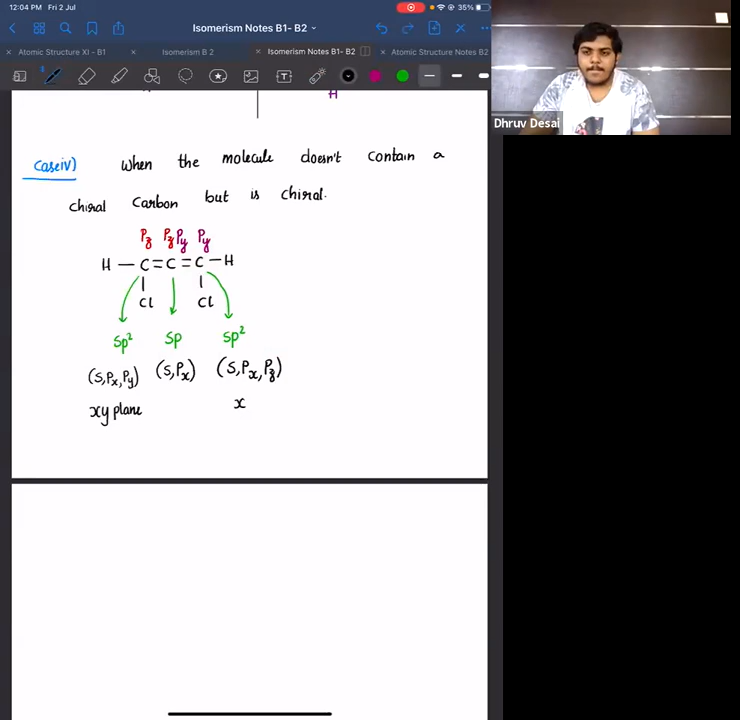 12:04 PM Fri 2 Jul
35%
Isomerism Notes B1- B2
Atomic Structure XI - B1
Isomerism B 2
Isomerism Notes B1- B2
Atomic Structure Notes B2
Dhruv Desai
H
Case iv) When the molecule doesn't contain a
chiral Carbon but is chiral.
Pz Pz Py Py
H — C = C = C — H
Cl Cl
Sp² Sp Sp²
(S,Px,Py) (S,Px) (S,Px,Pz)
xy plane x